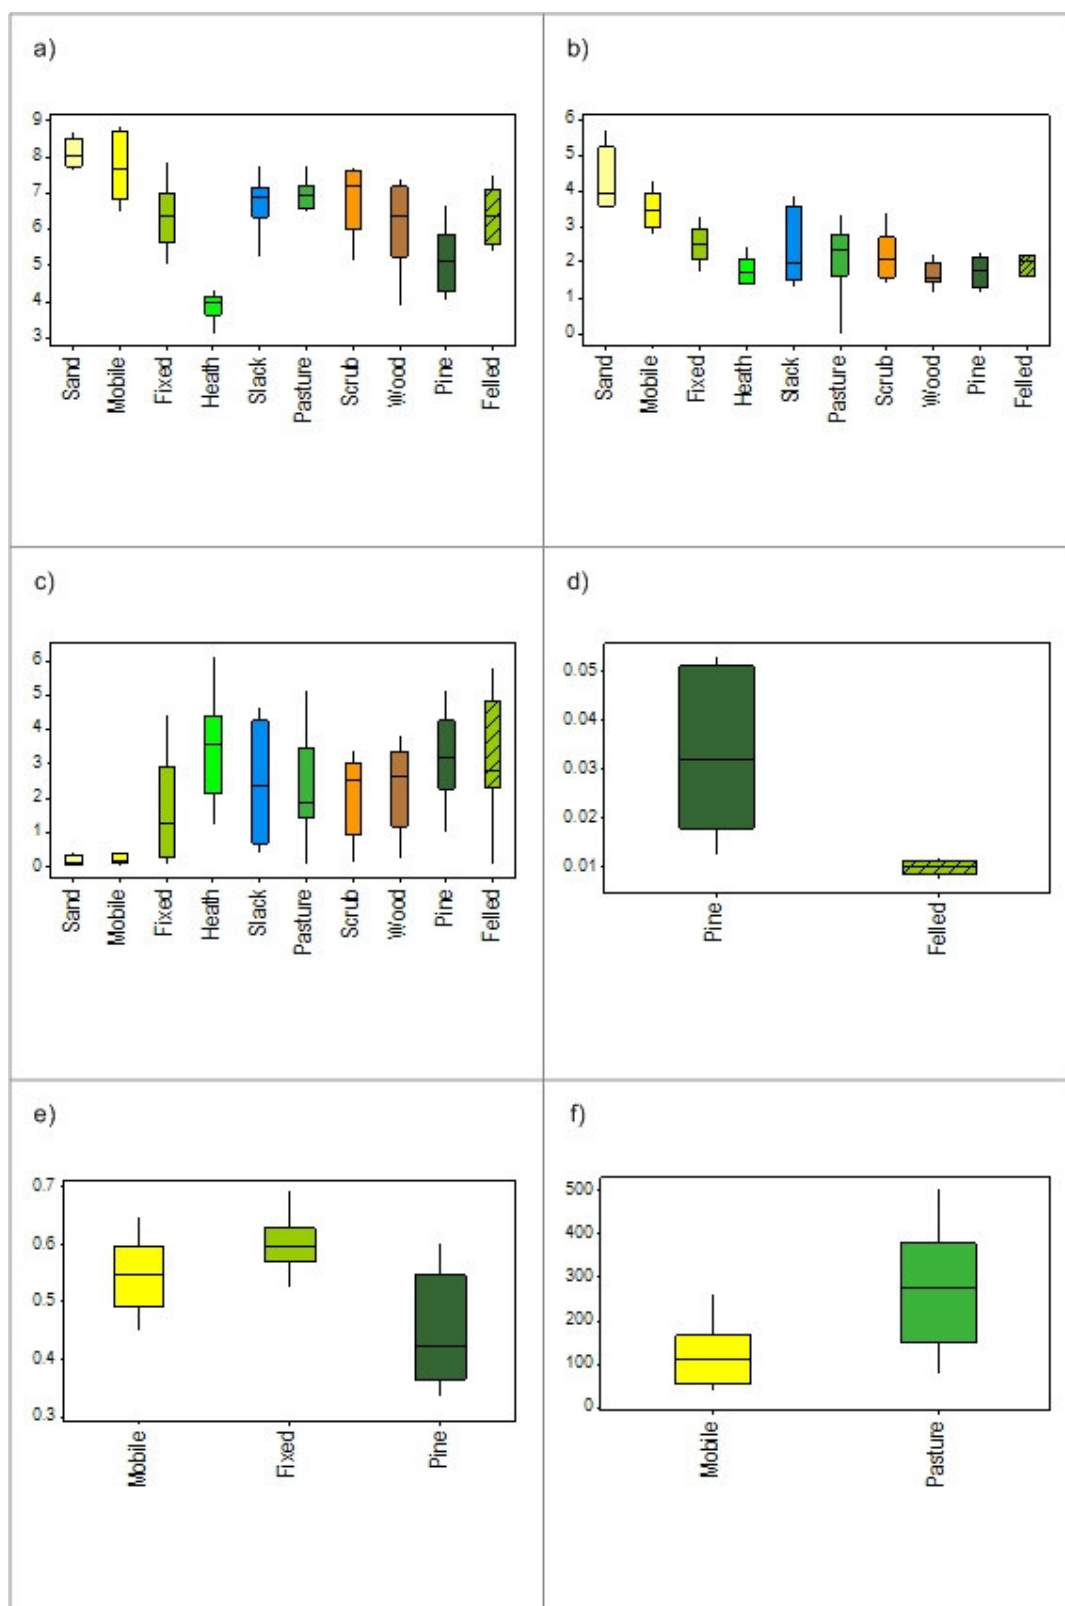 a)
9
8
7
6
5
4
3
Sand
Mobile
Fixed
Heath
Slack
Pasture
Scrub
Wood
Pine
Felled
b)
6
5
4
3
2
1
0
Sand
Mobile
Fixed
Heath
Slack
Pasture
Scrub
Wood
Pine
Felled
c)
6
5
4
3
2
1
0
Sand
Mobile
Fixed
Heath
Slack
Pasture
Scrub
Wood
Pine
Felled
d)
0.05
0.04
0.03
0.02
0.01
Pine
Felled
e)
0.7
0.6
0.5
0.4
0.3
Mobile
Fixed
Pine
f)
500
400
300
200
100
0
Mobile
Pasture